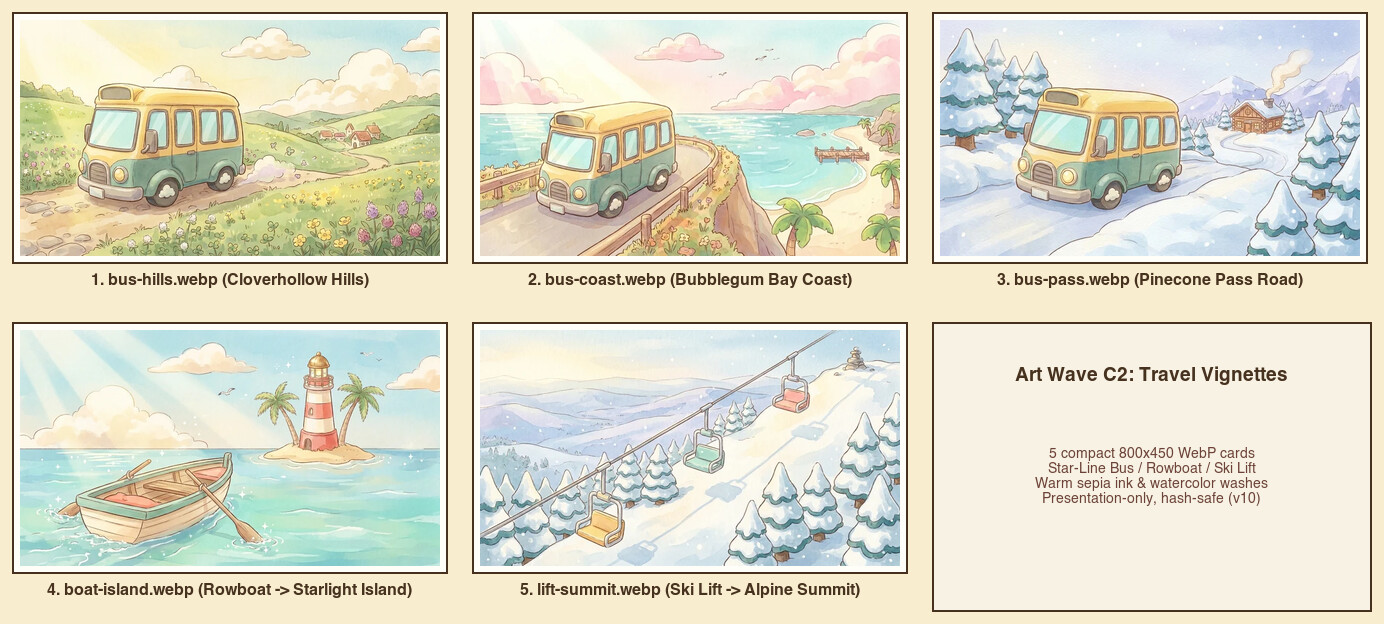 1. bus-hills.webp (Cloverhollow Hills)
2. bus-coast.webp (Bubblegum Bay Coast)
3. bus-pass.webp (Pinecone Pass Road)
4. boat-island.webp (Rowboat -> Starlight Island)
5. lift-summit.webp (Ski Lift -> Alpine Summit)
Art Wave C2: Travel Vignettes
5 compact 800x450 WebP cards
Star-Line Bus / Rowboat / Ski Lift
Warm sepia ink & watercolor washes
Presentation-only, hash-safe (v10)